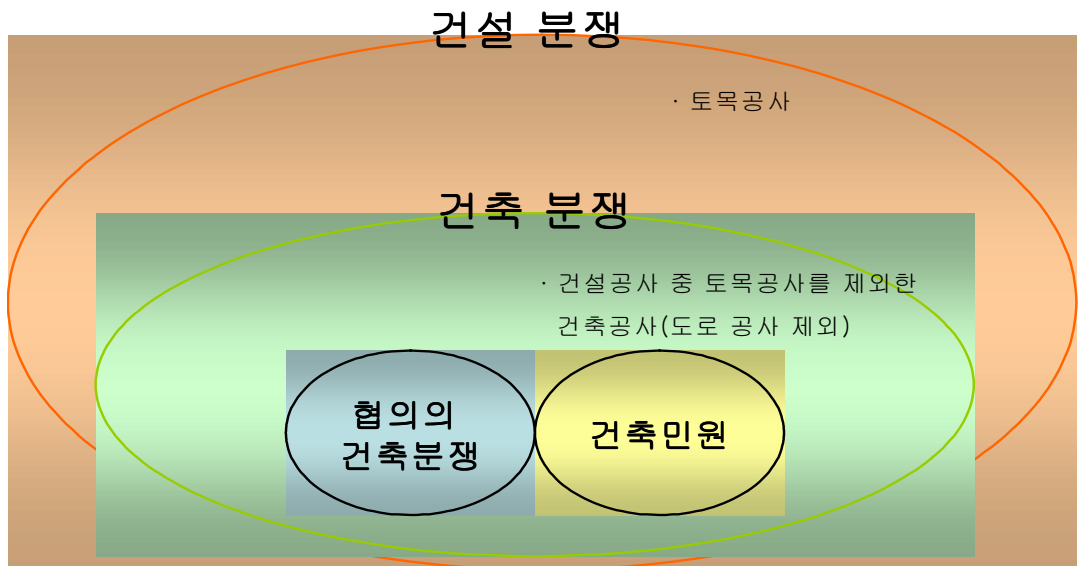 건설 분쟁
· 토목공사
건축 분쟁
· 건설공사 중 토목공사를 제외한
건축공사(도로 공사 제외)
협의의
건축분쟁
건축민원